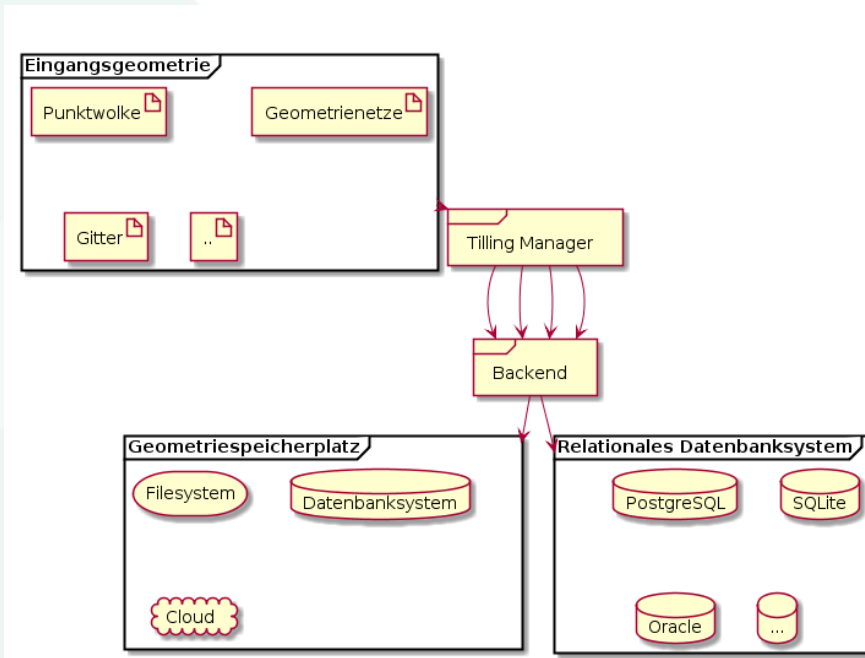 Eingangsgeometrie
Punktwolke
Geometrienetze
Gitter
..
Tilling Manager
Backend
Geometriespeicherplatz
Filesystem
Datenbanksystem
Cloud
Relationales Datenbanksystem
PostgreSQL
SQLite
Oracle
...